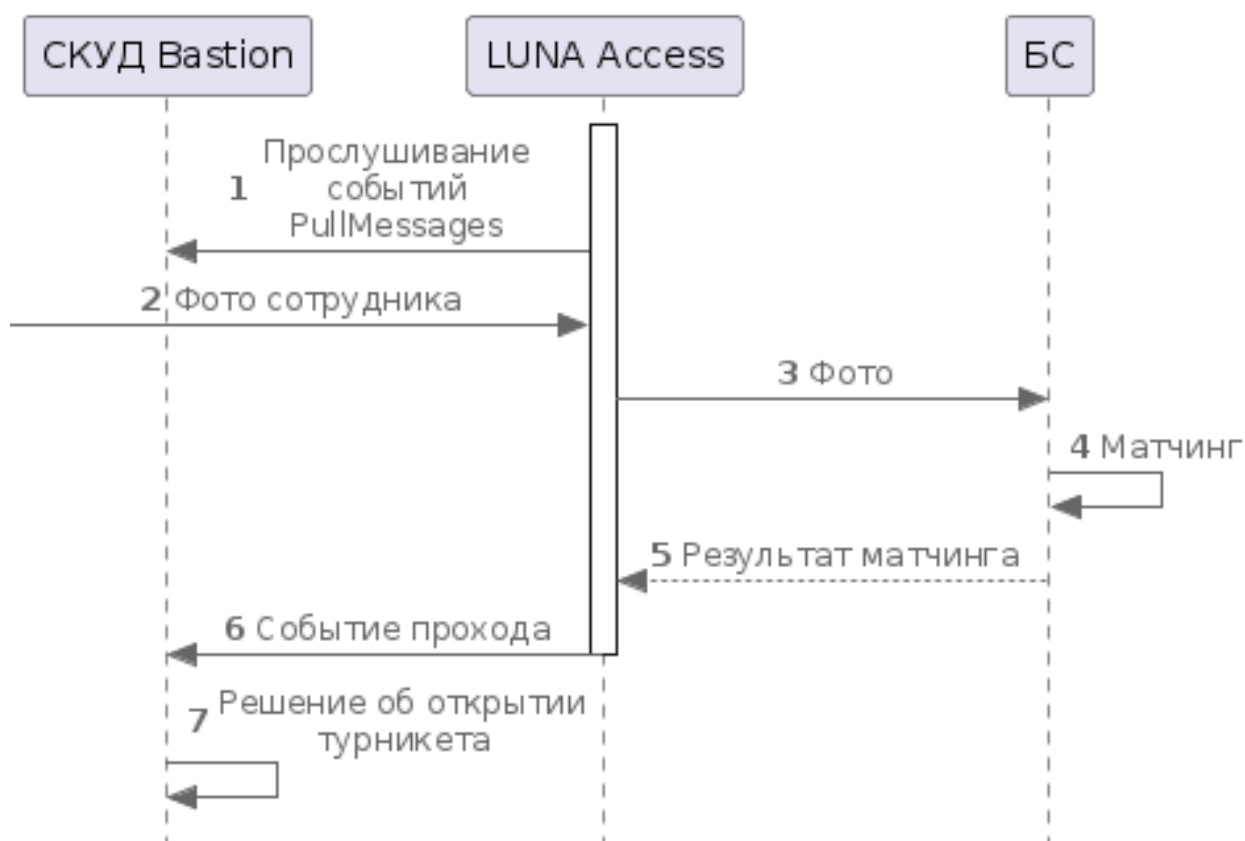 СКУД Bastion
LUNA Access
БС
Прослушивание
1 событий
PullMessages
2 Фото сотрудника
3 Фото
4 Матчинг
5 Результат матчинга
6 Событие прохода
7 Решение об открытии
турникета